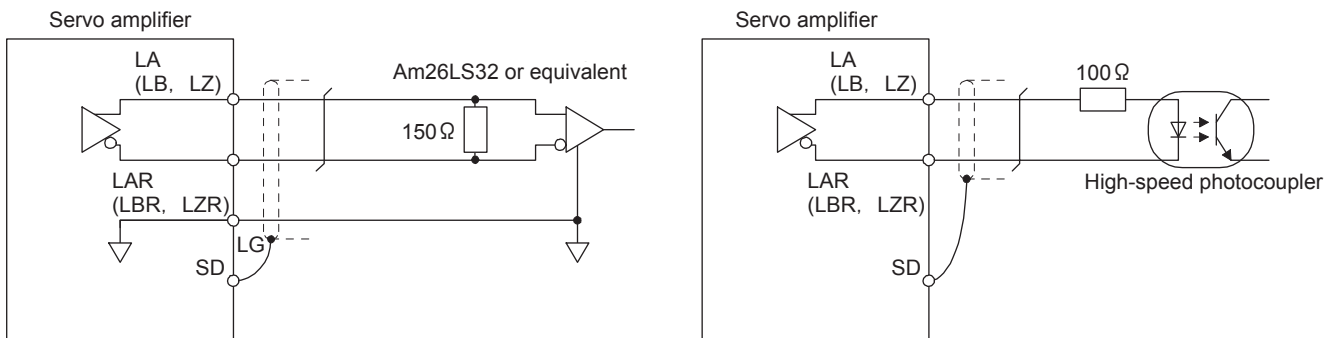 Servo amplifier
LA
(LB, LZ)
Am26LS32 or equivalent
150Ω
LAR
(LBR, LZR)
LG
SD
Servo amplifier
LA
(LB, LZ)
100Ω
High-speed photocoupler
LAR
(LBR, LZR)
SD